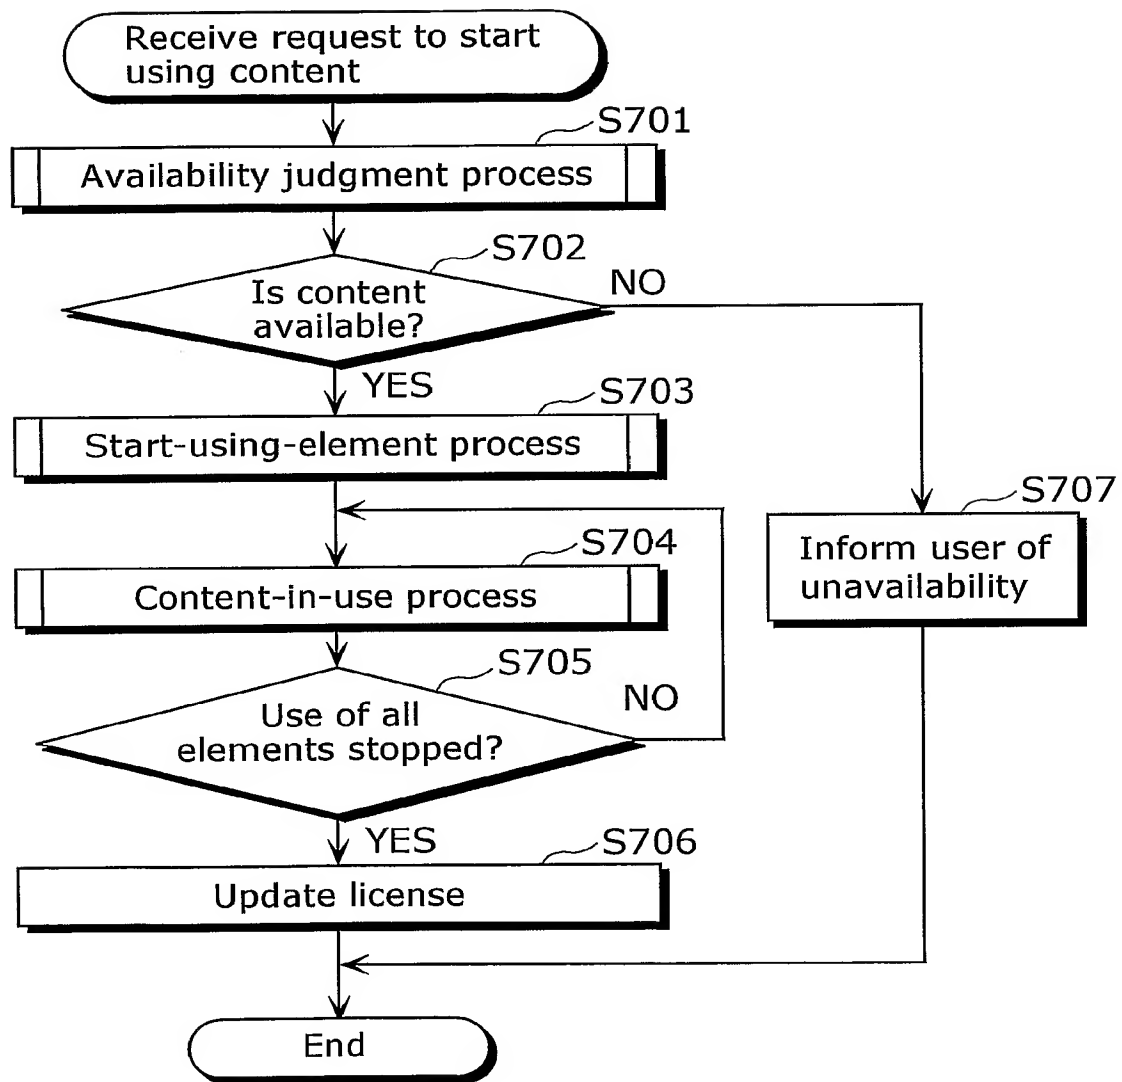 Receive request to start
using content
S701
Availability judgment process
S702
Is content
available?
NO
YES
S703
Start-using-element process
S707
Inform user of
unavailability
S704
Content-in-use process
S705
Use of all
elements stopped?
NO
YES
S706
Update license
End